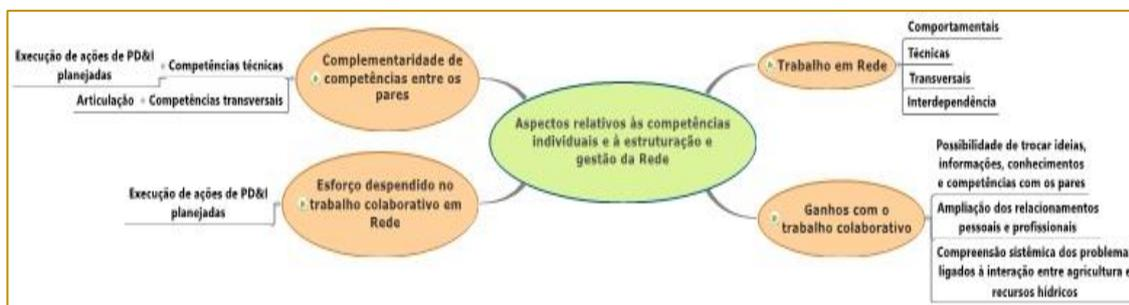 Execução de ações de PD&I
planejadas
Competências técnicas
Articulação
Competências transversais
Complementaridade de
competências entre os
pares
Execução de ações de PD&I
planejadas
Esforço despendido no
trabalho colaborativo em
Rede
Aspectos relativos às competências
individuais e à estruturação e
gestão da Rede
Trabalho em Rede
Comportamentais
Técnicas
Transversais
Interdependência
Ganhos com o
trabalho colaborativo
Possibilidade de trocar ideias,
informações, conhecimentos
e competências com os pares
Ampliação dos relacionamentos
pessoais e profissionais
Compreensão sistêmica dos problema
ligados à interação entre agricultura e
recursos hídricos